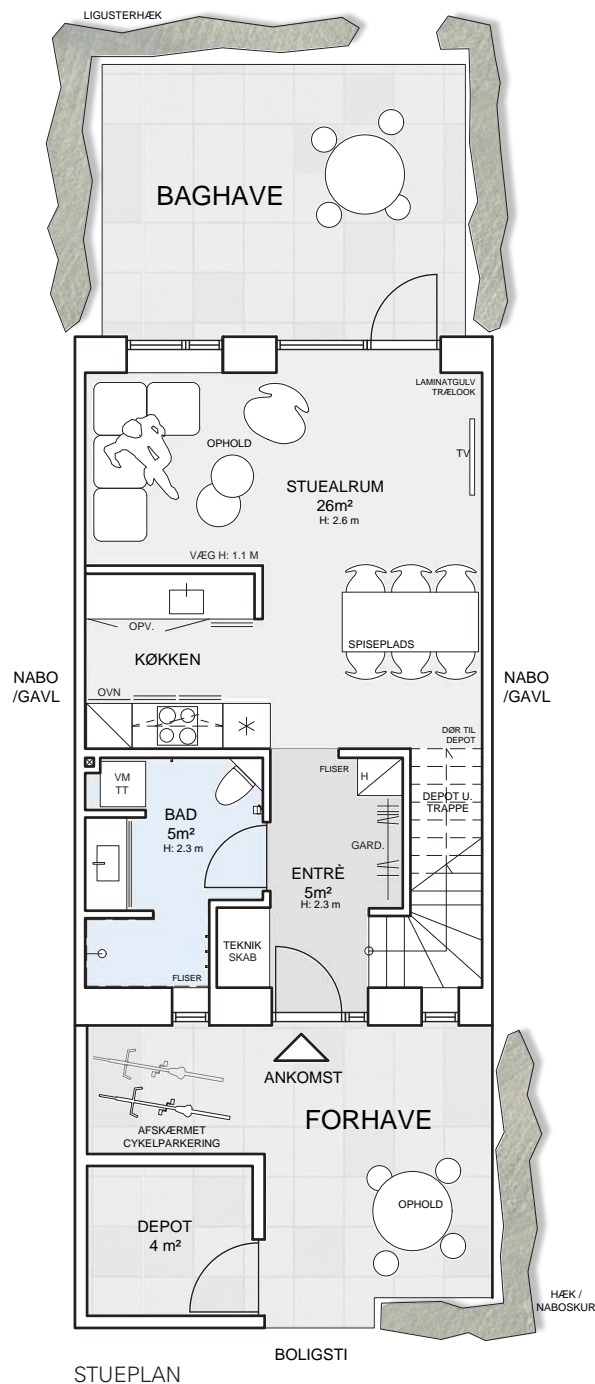 LIGUSTERHÆK
BAGHAVE
LAMINATGULV
TRÆLOOK
OPHOLD
TV
STUEALRUM
26m²
H: 2.6 m
VÆG H: 1.1 M
OPV.
SPISEPLADS
KØKKEN
NABO
/GAVL
NABO
/GAVL
OVN
DØR TIL
DEPOT
FLISER
H
VM
TT
DEPOT U.
TRAPPE
BAD
5m²
H: 2.3 m
GARD.
ENTRÈ
5m²
H: 2.3 m
TEKNIK
SKAB
FLISER
ANKOMST
FORHAVE
AFSKÆRMET
CYKELPARKERING
OPHOLD
DEPOT
4 m²
HÆK /
NABOSKUR
BOLIGSTI
STUEPLAN